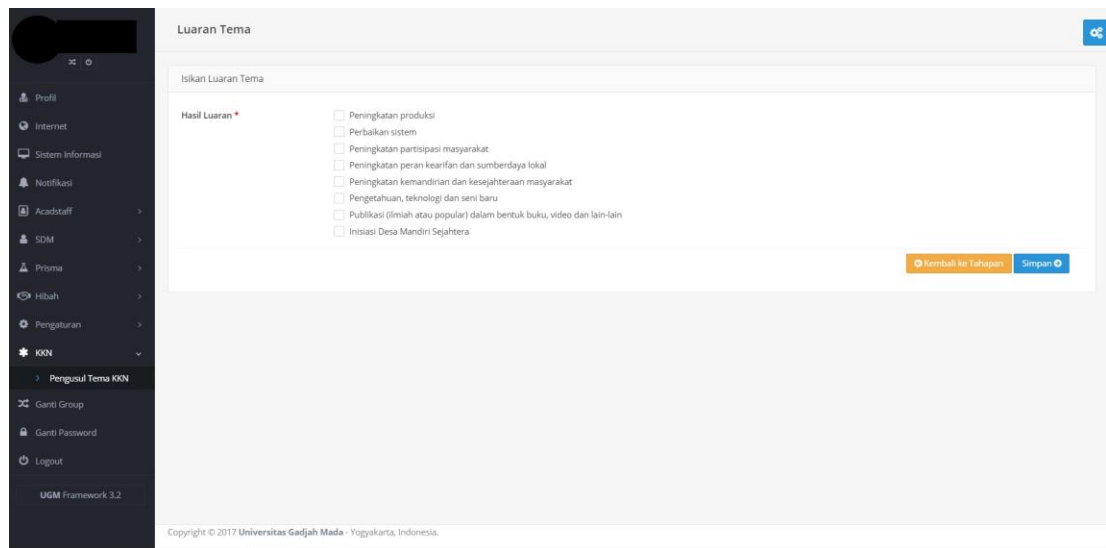 Luaran Tema
Profil
Internet
Sistem Informasi
Notifikasi
Acadstaff
SDM
Prisma
Hibah
Pengaturan
KKN
Pengusul Tema KKN
Ganti Group
Ganti Password
Logout
UGM Framework 3.2
Isikan Luaran Tema
Hasil Luaran *
Peningkatan produksi
Perbaikan sistem
Peningkatan partisipasi masyarakat
Peningkatan peran kearifan dan sumberdaya lokal
Peningkatan kemandirian dan kesejahteraan masyarakat
Pengetahuan, teknologi dan seni baru
Publikasi (ilmiah atau popular) dalam bentuk buku, video dan lain-lain
Inisiasi Desa Mandiri Sejahtera
Kembali ke Tahapan
Simpan
Copyright © 2017 Universitas Gadjah Mada - Yogyakarta, Indonesia.